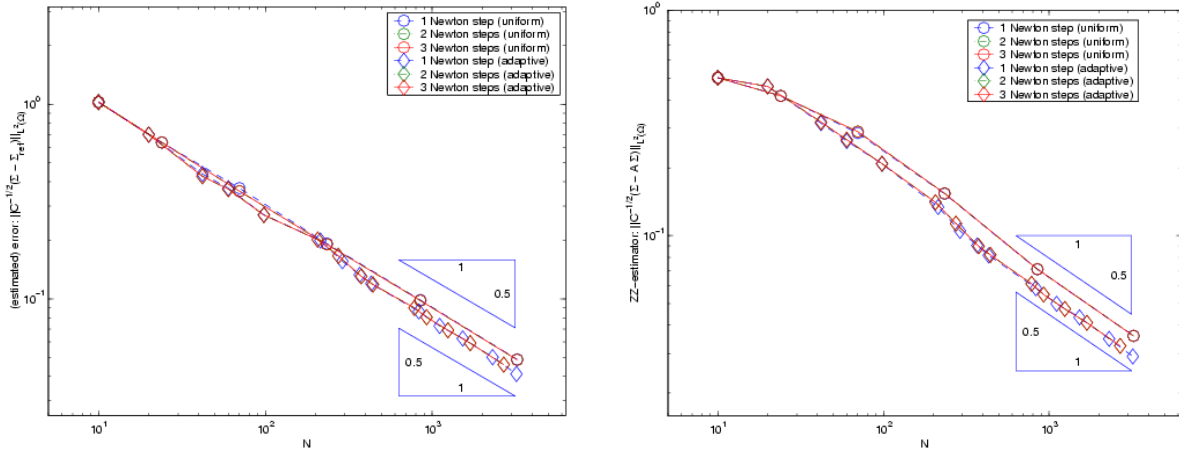 1 Newton step (uniform)
2 Newton steps (uniform)
3 Newton steps (uniform)
1 Newton step (adaptive)
2 Newton steps (adaptive)
3 Newton steps (adaptive)
(estimated) error: ||C^{-1/2}(Σ − Σ_{ref})||_{L²(Ω)}
10^0
10^{-1}
1
0.5
0.5
1
10^1
10^2
10^3
N
1 Newton step (uniform)
2 Newton steps (uniform)
3 Newton steps (uniform)
1 Newton step (adaptive)
2 Newton steps (adaptive)
3 Newton steps (adaptive)
ZZ−estimator: ||C^{-1/2}(Σ − A Σ)||_{L²(Ω)}
10^0
10^{-1}
1
0.5
0.5
1
10^1
10^2
10^3
N